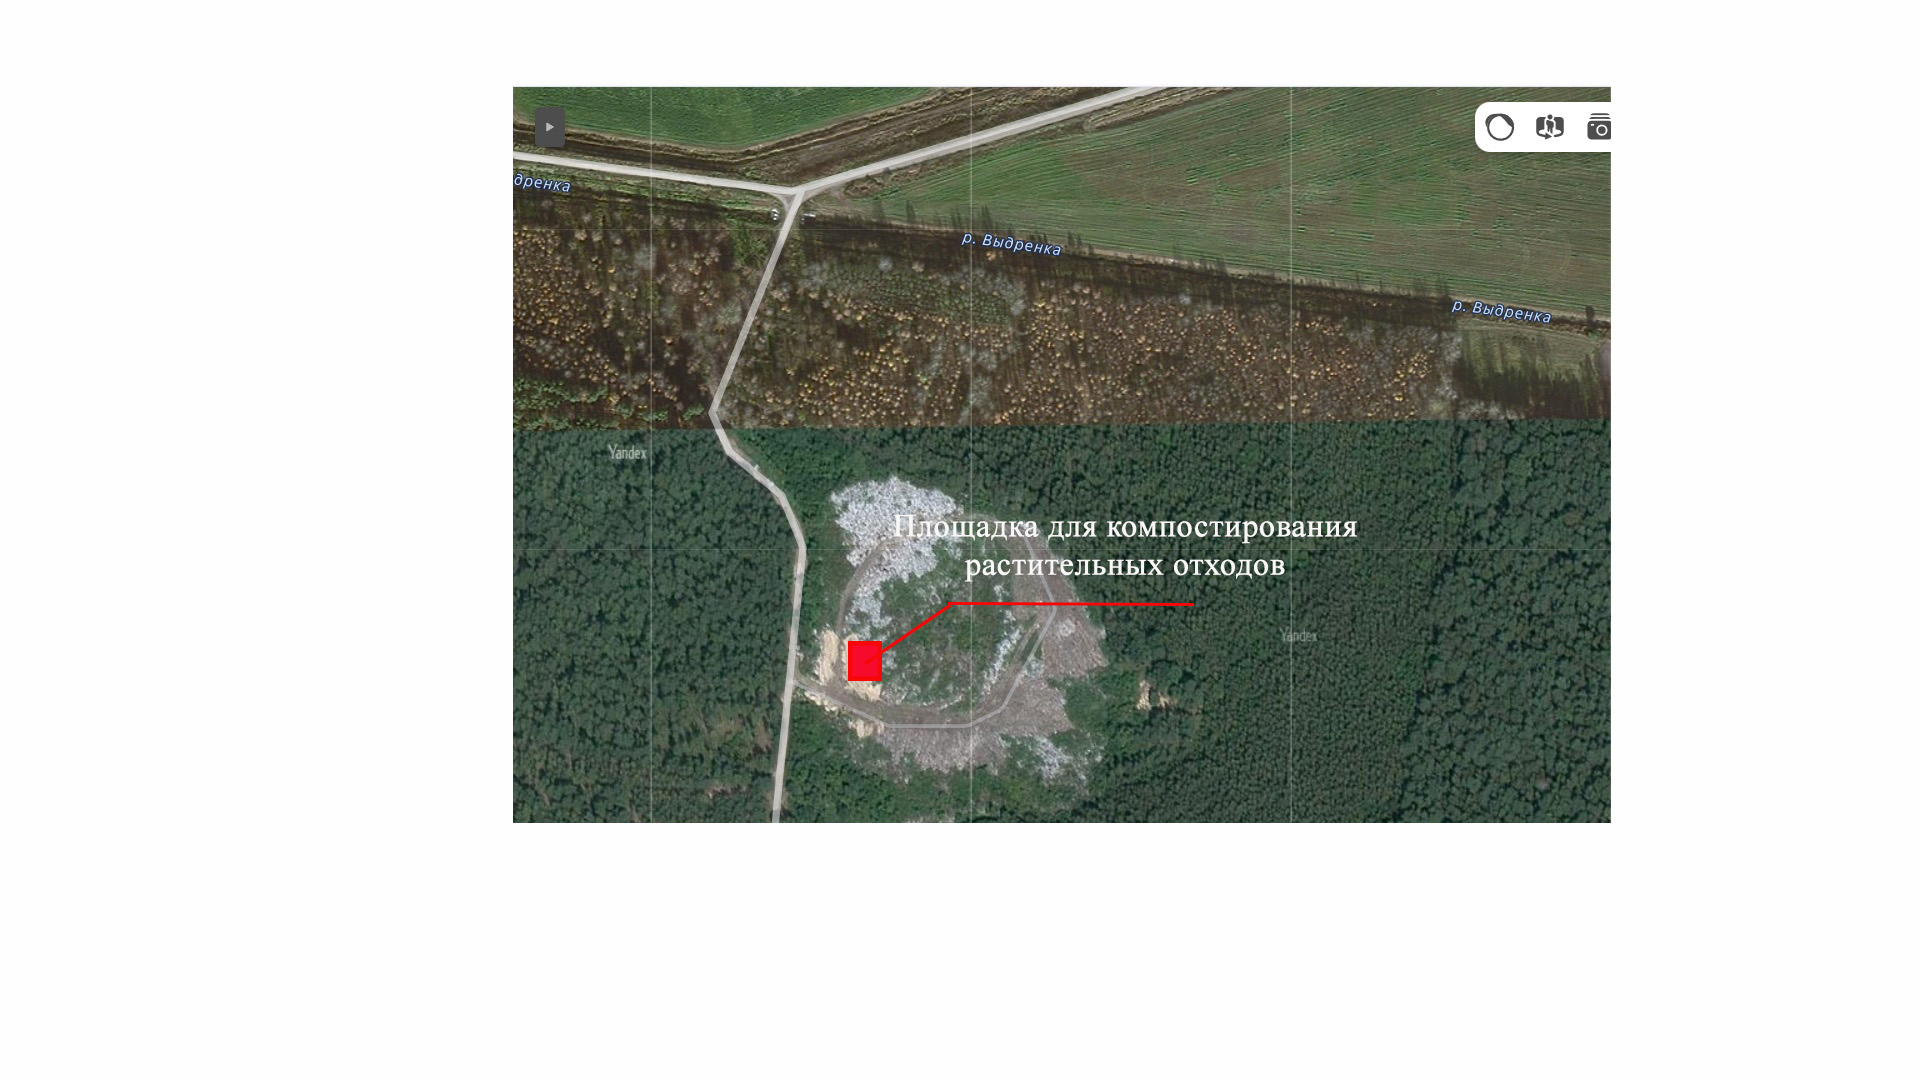 дренка
р. Выдренка
р. Выдренка
Yandex
Площадка для компостирования
растительных отходов
Yandex